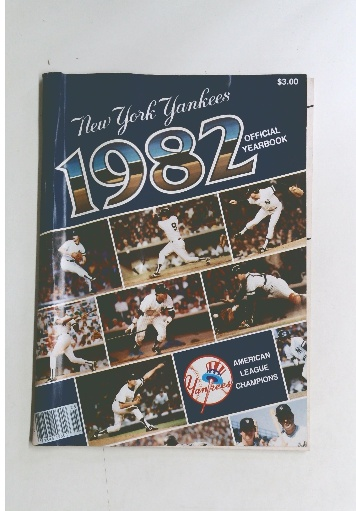 $3.00
New York Yankees
1982
OFFICIAL
YEARBOOK
AMERICAN
LEAGUE
CHAMPIONS
Yankees